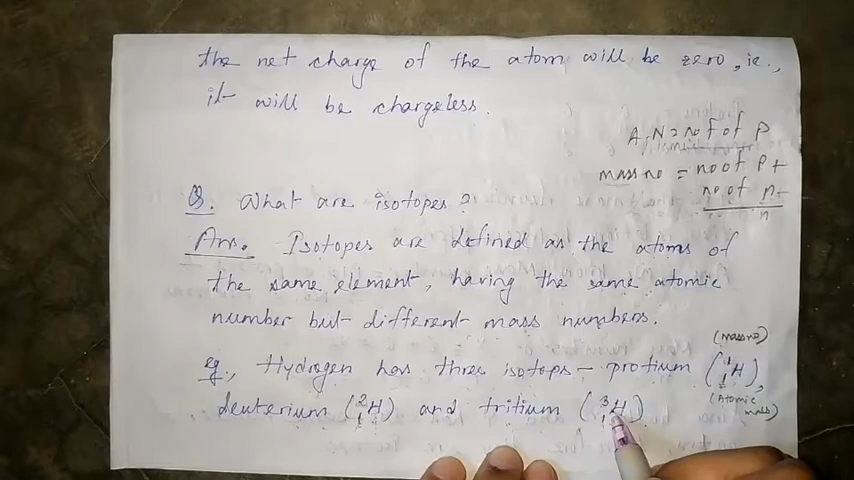 the net charge of the atom will be zero, ie.,
it will be chargeless.
A.N = no of of P
mass no = no of P +
no of n +
n
Q. What are isotopes?
Ans. Isotopes are defined as the atoms of
the same element, having the same atomic
number but different mass numbers.
(Mass no)
eg., Hydrogen has three isotops - protium (¹₁H),
(Atomic mass)
deuterium (²₁H) and tritium (³₁H).